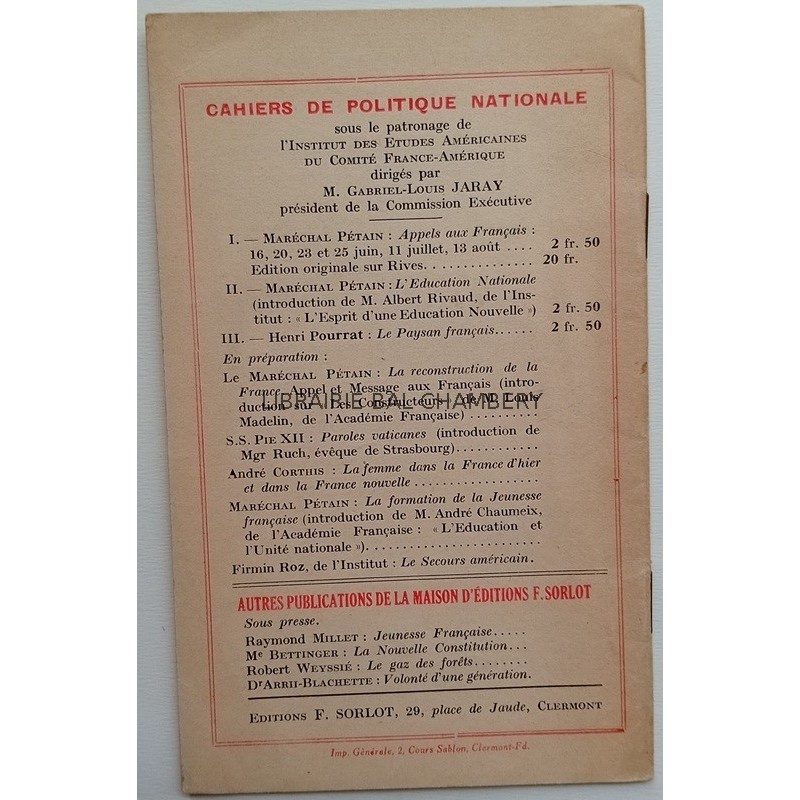 CAHIERS DE POLITIQUE NATIONALE
sous le patronage de
l'INSTITUT DES ETUDES AMÉRICAINES
DU COMITÉ FRANCE-AMÉRIQUE
dirigés par
M. GABRIEL-LOUIS JARAY
président de la Commission Exécutive
I. — MARÉCHAL PÉTAIN : Appels aux Français :
16, 20, 23 et 25 juin, 11 juillet, 13 août .... 2 fr. 50
Edition originale sur Rives.............. 20 fr.
II. — MARÉCHAL PÉTAIN : L'Education Nationale
(introduction de M. Albert Rivaud, de l'Ins-
titut : « L'Esprit d'une Education Nouvelle ») 2 fr. 50
III. — Henri Pourrat : Le Paysan français...... 2 fr. 50
En préparation :
Le MARÉCHAL PÉTAIN : La reconstruction de la
France, Appel et Message aux Français (intro-
duction sur « Les Constructeurs » de M. Louis
Madelin, de l'Académie Française) ..........
LIBRAIRIE BAL CHAMBERY
S.S. PIE XII : Paroles vaticanes (introduction de
Mgr Ruch, évêque de Strasbourg)............
André CORTHIS : La femme dans la France d'hier
et dans la France nouvelle ..................
MARÉCHAL PÉTAIN : La formation de la Jeunesse
française (introduction de M. André Chaumeix,
de l'Académie Française : « L'Education et
l'Unité nationale »)........................
Firmin Roz, de l'Institut : Le Secours américain.
AUTRES PUBLICATIONS DE LA MAISON D'ÉDITIONS F. SORLOT
Sous presse.
Raymond MILLET : Jeunesse Française.....
Me BETTINGER : La Nouvelle Constitution...
Robert WEYSSIÉ : Le gaz des forêts........
Dr ARRII-BLACHETTE : Volonté d'une génération.
EDITIONS F. SORLOT, 29, place de Jaude, CLERMONT
Imp. Générale, 2, Cours Sablon, Clermont-Fd.